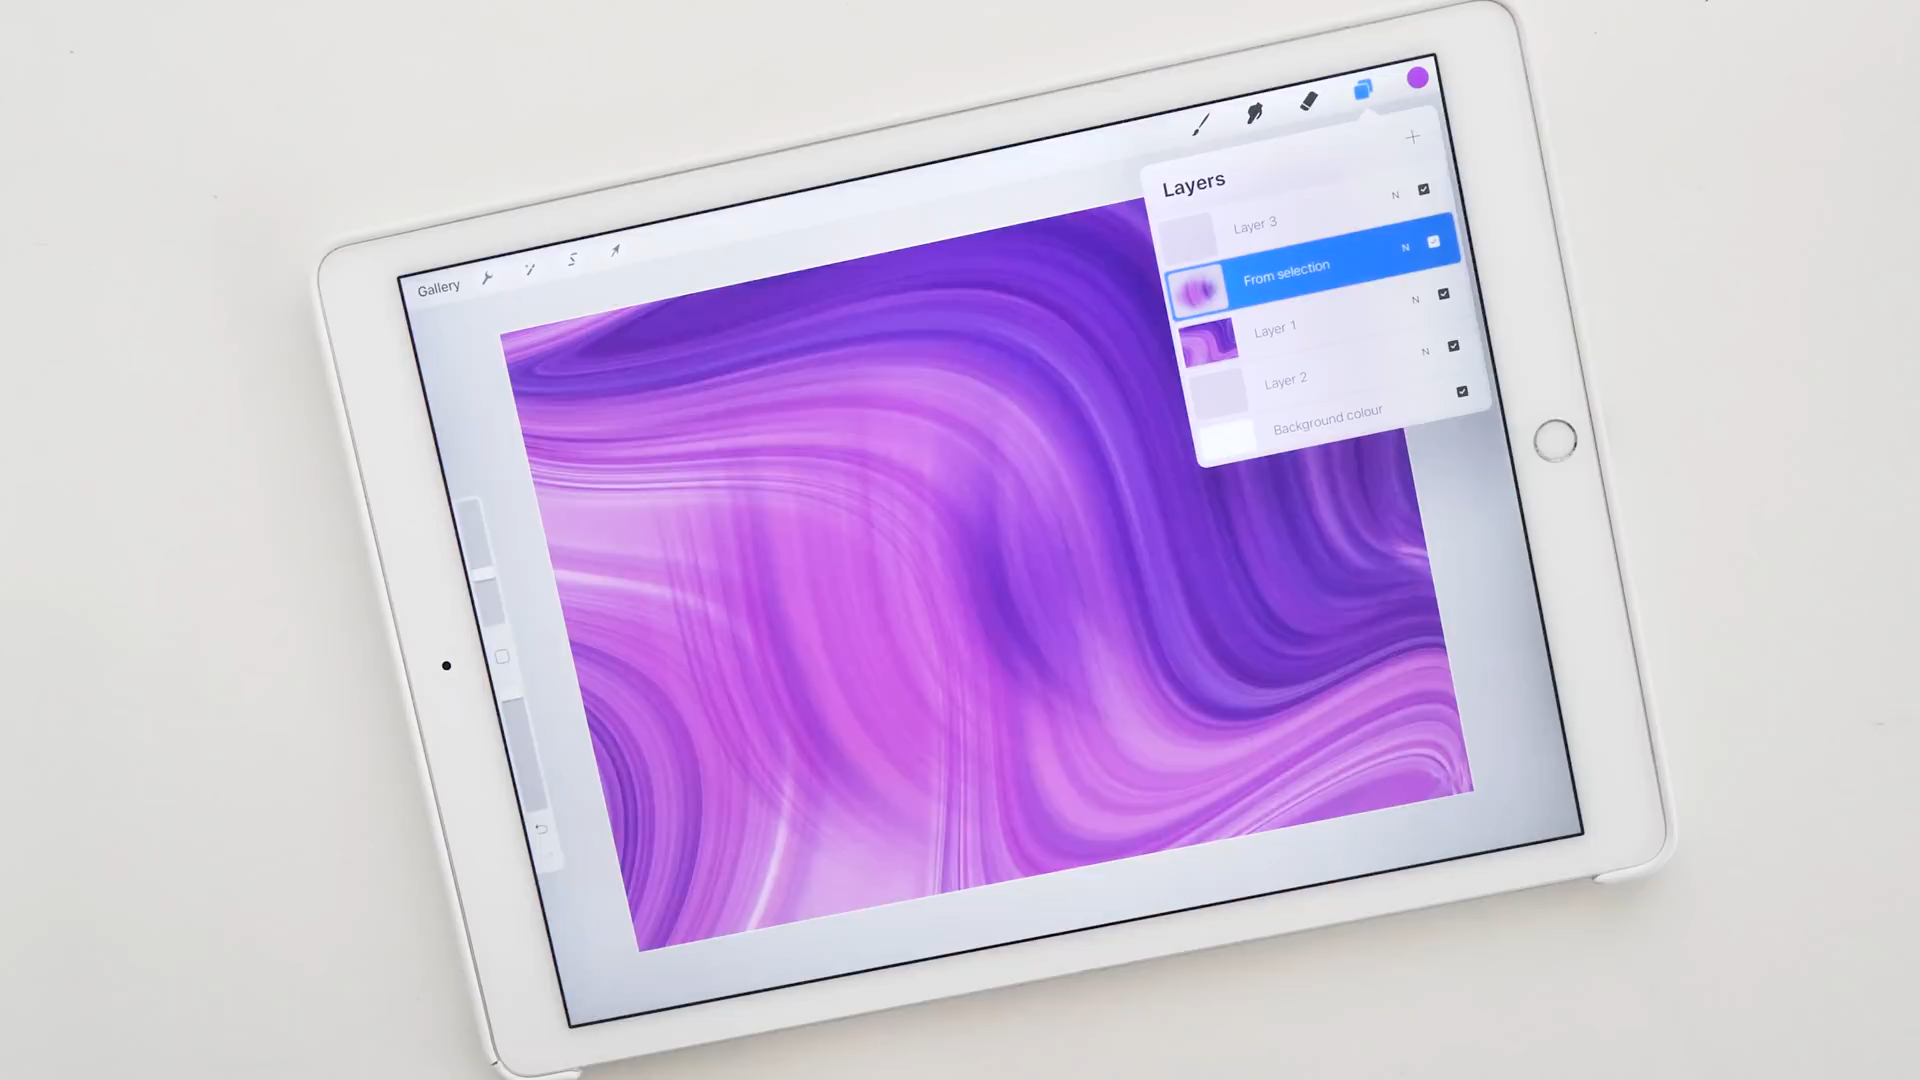 Gallery
Layers
Layer 3
N
From selection
N
Layer 1
N
Layer 2
N
Background colour